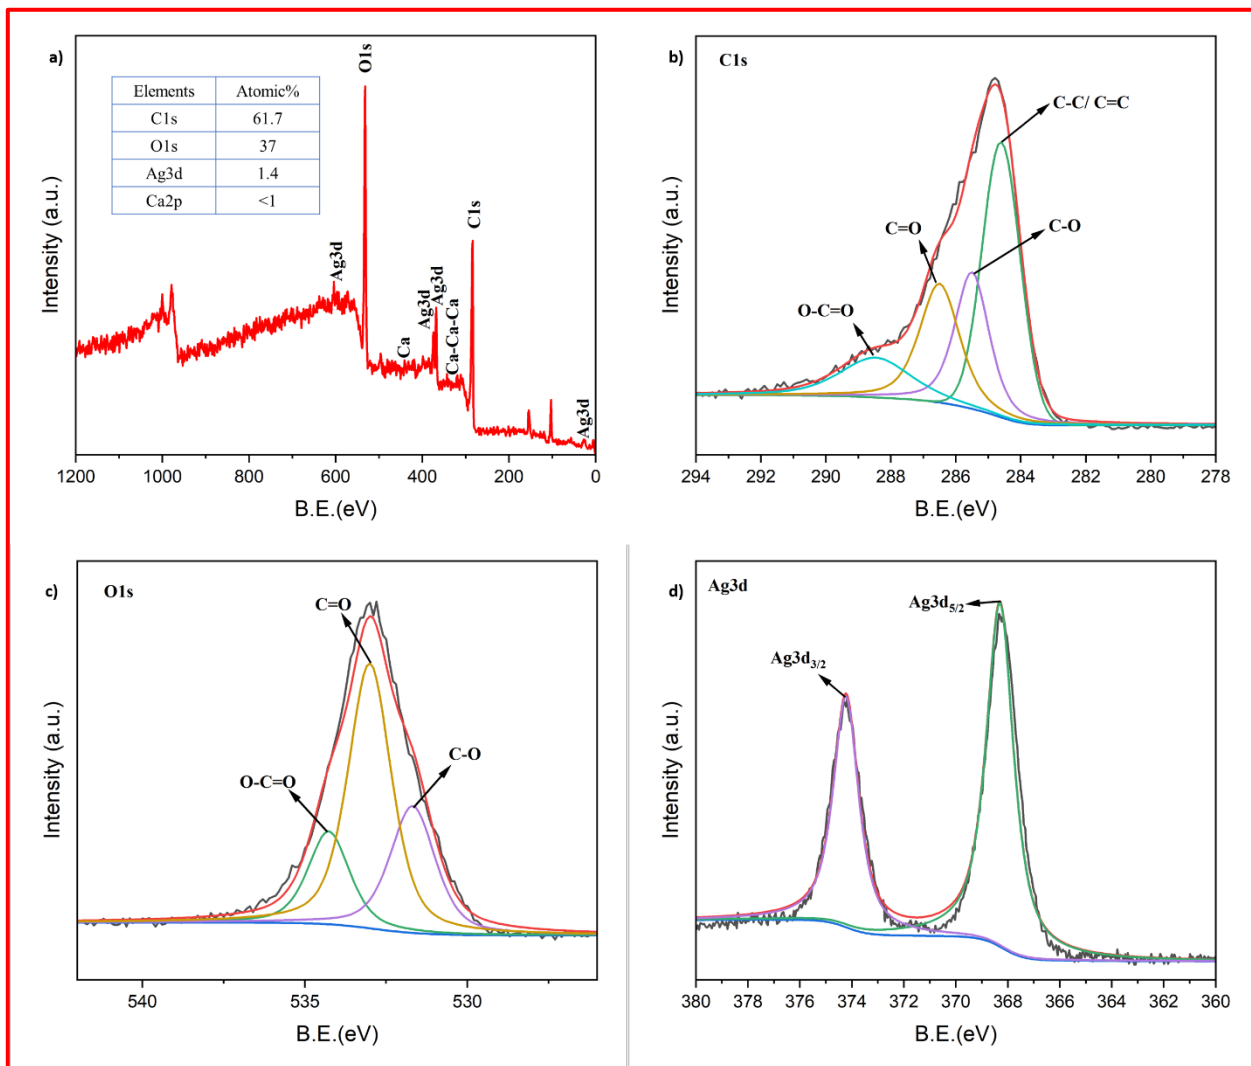 a)
Elements Atomic%
C1s 61.7
O1s 37
Ag3d 1.4
Ca2p <1
O1s
C1s
Ag3d
Ag3d
Ag3d
Ca
Ca-Ca-Ca
Ag3d
Intensity (a.u.)
1200 1000 800 600 400 200 0
B.E.(eV)
b)
C1s
C-C/ C=C
C=O
C-O
O-C=O
Intensity (a.u.)
294 292 290 288 286 284 282 280 278
B.E.(eV)
c)
O1s
C=O
O-C=O
C-O
Intensity (a.u.)
540 535 530
B.E.(eV)
d)
Ag3d
Ag3d5/2
Ag3d3/2
Intensity (a.u.)
380 378 376 374 372 370 368 366 364 362 360
B.E.(eV)